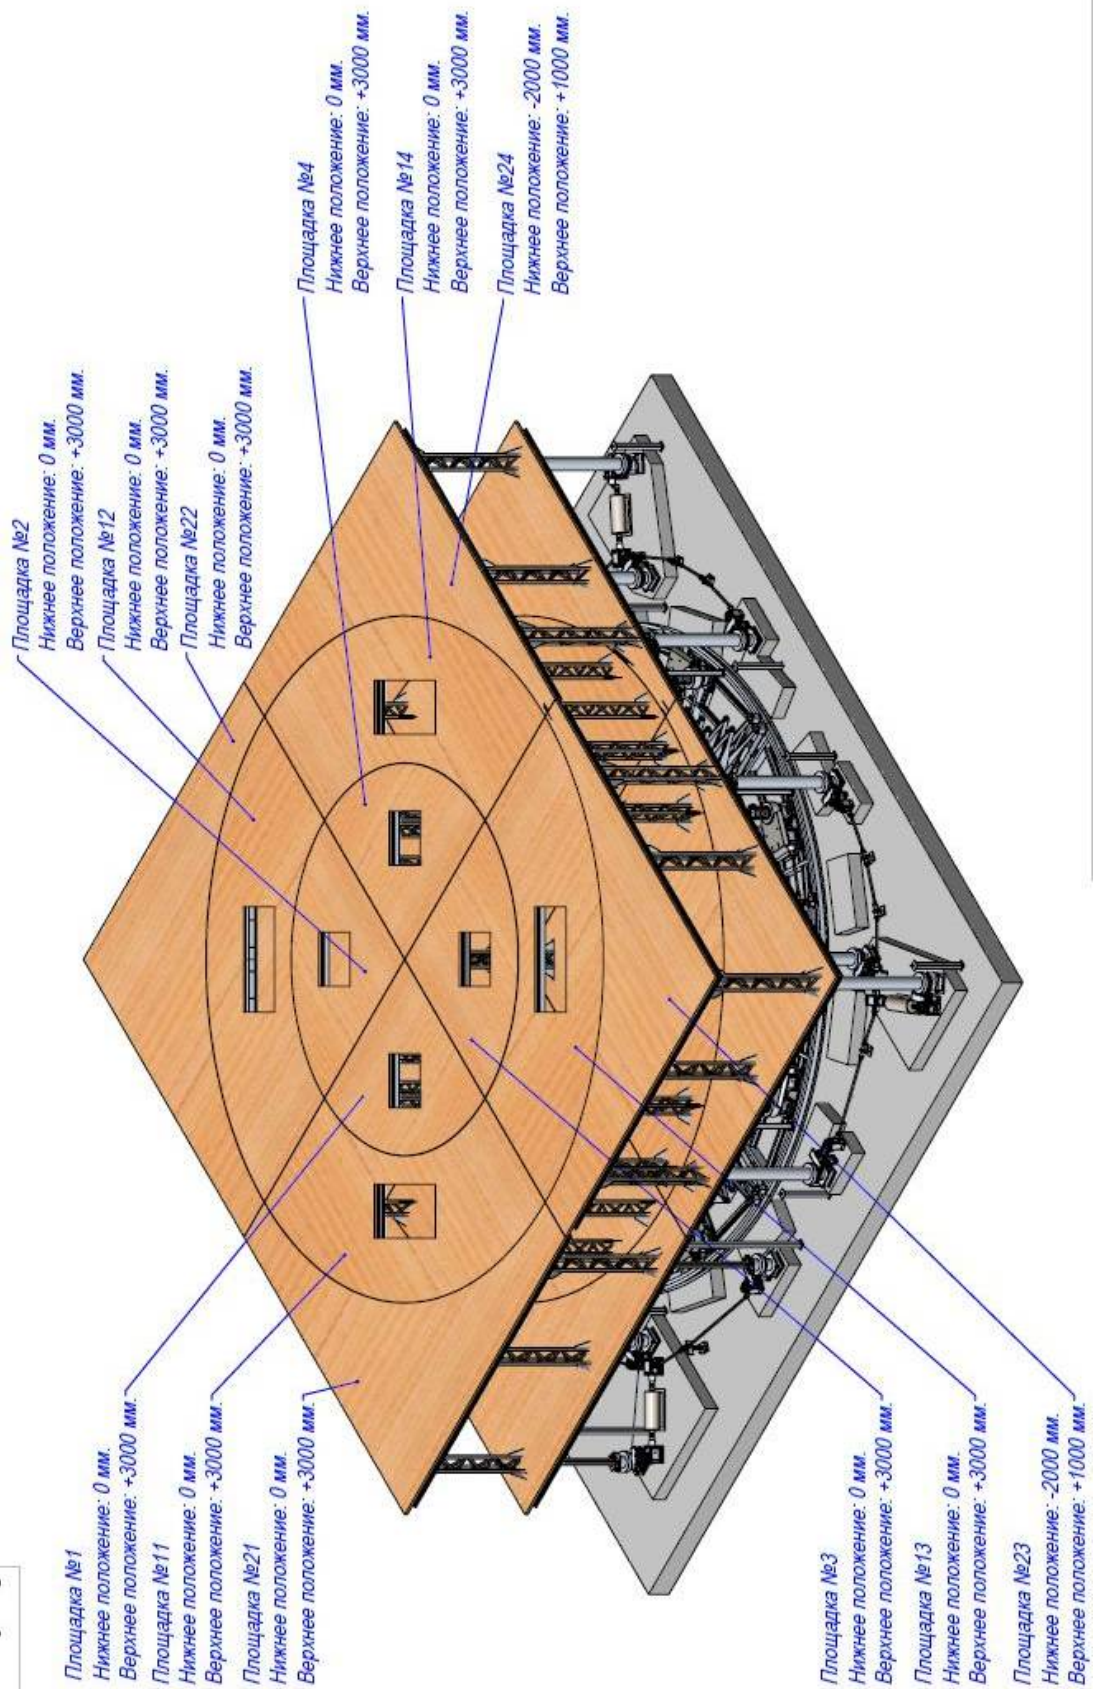 Площадка №1
Нижнее положение: 0 мм.
Верхнее положение: +3000 мм.
Площадка №11
Нижнее положение: 0 мм.
Верхнее положение: +3000 мм.
Площадка №21
Нижнее положение: 0 мм.
Верхнее положение: +3000 мм.
Площадка №2
Нижнее положение: 0 мм.
Верхнее положение: +3000 мм.
Площадка №12
Нижнее положение: 0 мм.
Верхнее положение: +3000 мм.
Площадка №22
Нижнее положение: 0 мм.
Верхнее положение: +3000 мм.
Площадка №4
Нижнее положение: 0 мм.
Верхнее положение: +3000 мм.
Площадка №14
Нижнее положение: 0 мм.
Верхнее положение: +3000 мм.
Площадка №24
Нижнее положение: -2000 мм.
Верхнее положение: +1000 мм.
Площадка №3
Нижнее положение: 0 мм.
Верхнее положение: +3000 мм.
Площадка №13
Нижнее положение: 0 мм.
Верхнее положение: +3000 мм.
Площадка №23
Нижнее положение: -2000 мм.
Верхнее положение: +1000 мм.